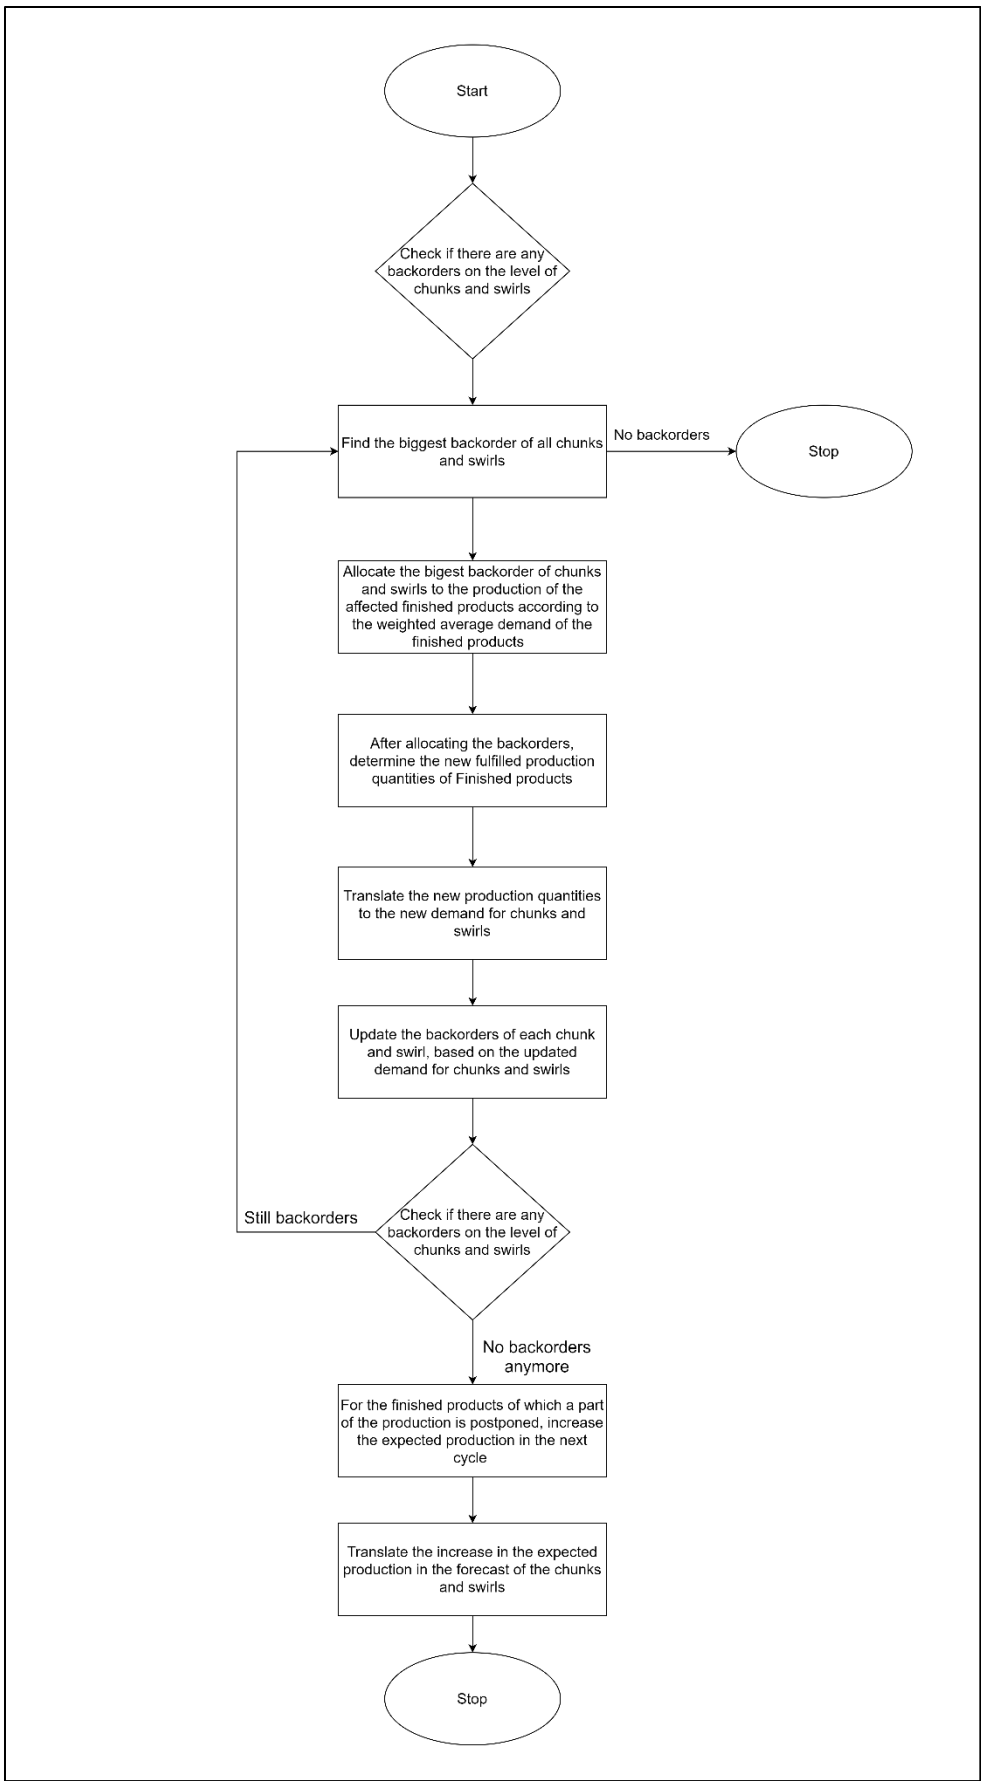 Start
Check if there are any
backorders on the level of
chunks and swirls
Find the biggest backorder of all chunks
and swirls
No backorders
Stop
Allocate the bigest backorder of chunks
and swirls to the production of the
affected finished products according to
the weighted average demand of the
finished products
After allocating the backorders,
determine the new fulfilled production
quantities of Finished products
Translate the new production quantities
to the new demand for chunks and
swirls
Update the backorders of each chunk
and swirl, based on the updated
demand for chunks and swirls
Still backorders
Check if there are any
backorders on the level of
chunks and swirls
No backorders
anymore
For the finished products of which a part
of the production is postponed, increase
the expected production in the next
cycle
Translate the increase in the expected
production in the forecast of the chunks
and swirls
Stop